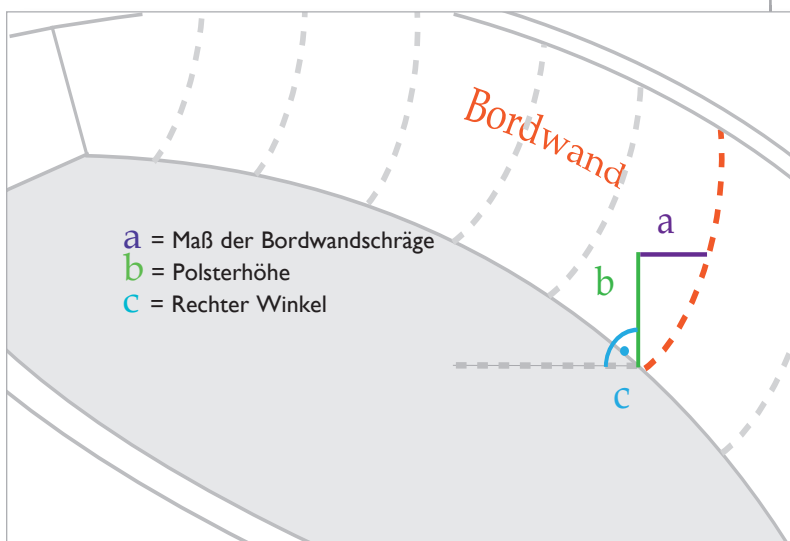 Bordwand
a
a = Maß der Bordwandschräge
b = Polsterhöhe
b
c = Rechter Winkel
c